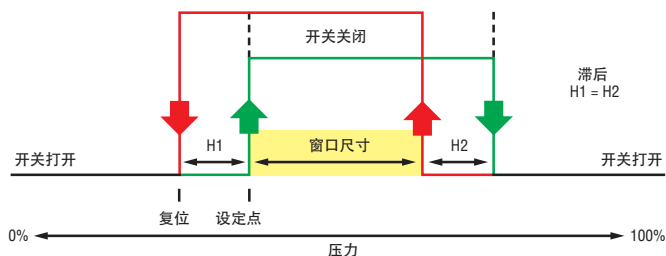 开关关闭
滞后
H1 = H2
开关打开
H1
窗口尺寸
H2
开关打开
复位
设定点
0%
100%
压力